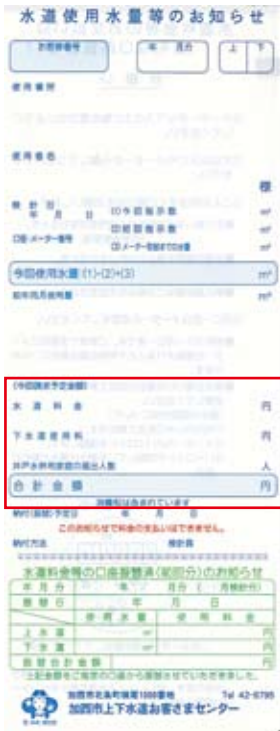 水道使用水量等のお知らせ
お客様番号 年 月分 上 下
使用場所
使用者名
様
検針日
年 月 日
(1)今回指示数 m³
(2)前回指示数 m³
口径・メーター番号
(3)メーター取替までの水量 m³
今回使用水量 (1)-(2)+(3) m³
前年同月使用量 m³
(今回請求予定金額)
水道料金 円
下水道使用料 円
井戸水併用家庭の届出人数 人
合計金額 円
消費税は含まれています
納付(振替)予定日 年 月 日
このお知らせで料金の支払いはできません。
納付方法 検針員
水道料金等の口座振替済(前回分)のお知らせ
年月分 年 月分 ( 月検針分)
振替日 年 月 日
使用水量 使用料金
上水道 m³ 円
下水道 m³ 円
振替合計金額 円
上記金額をご指定の口座から振替させていただきました。
加西市北条町横尾1000番地 Tel 42-8795
加西市上下水道お客さまセンター